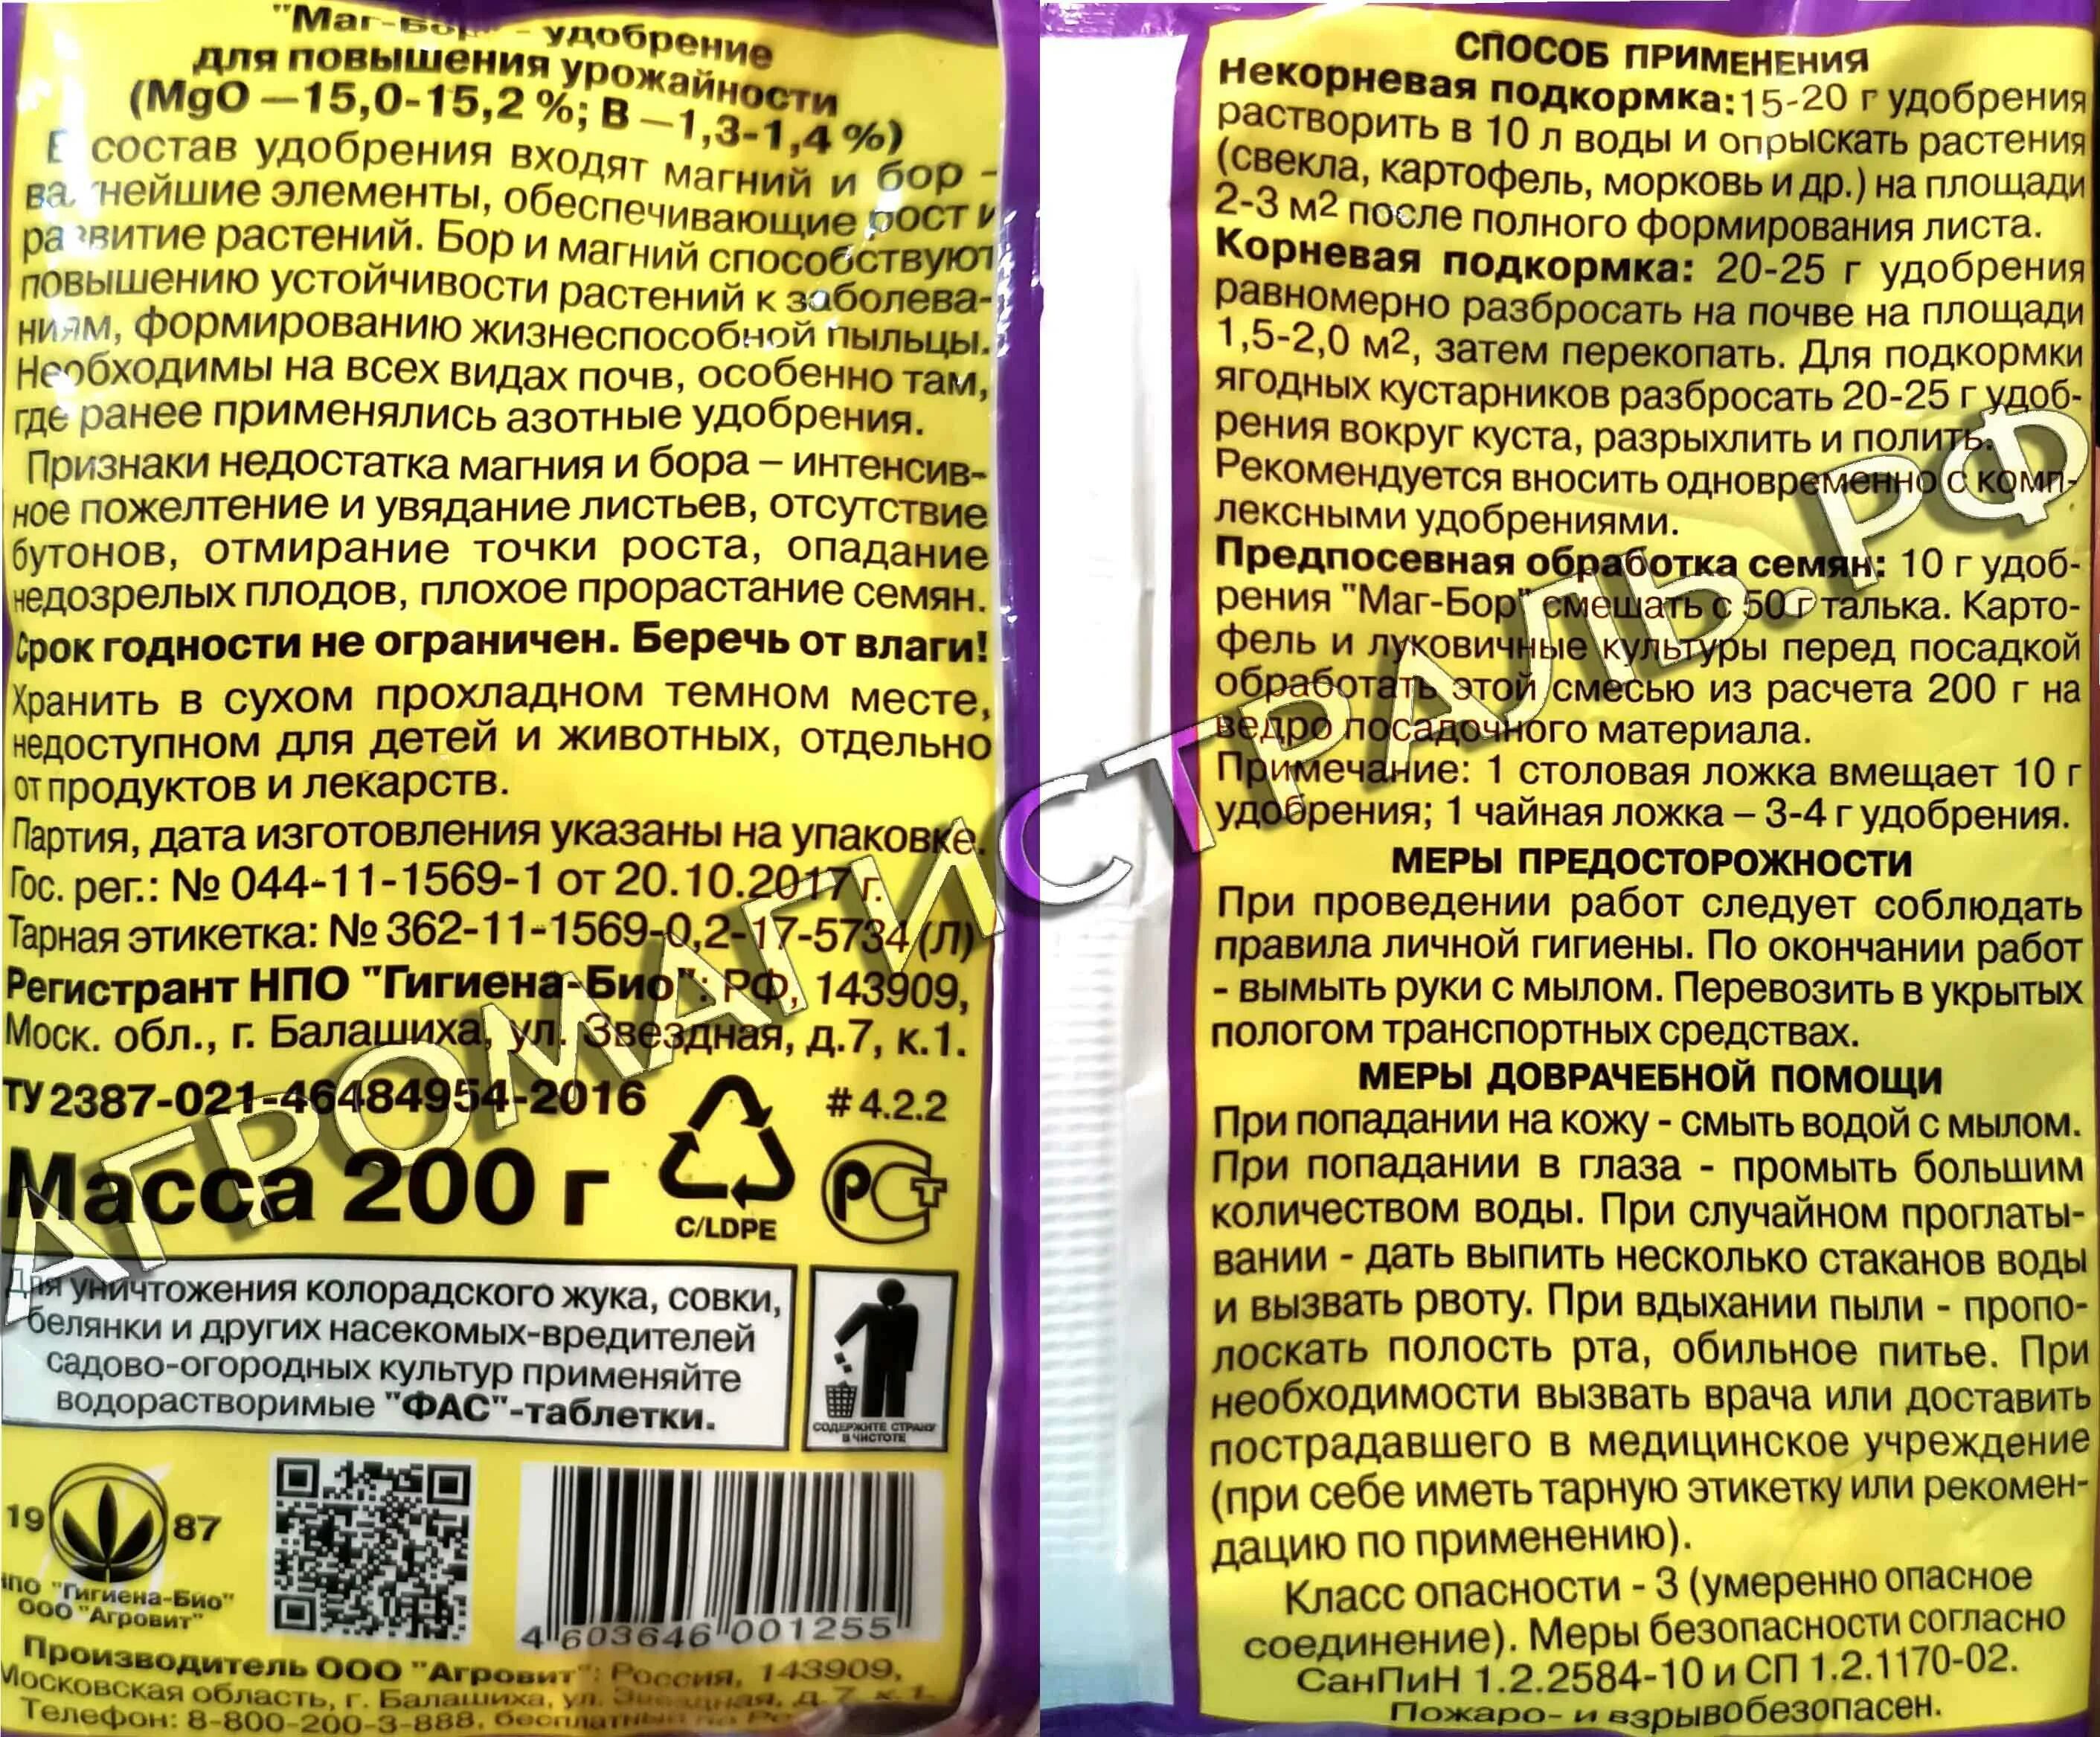 "Маг-Бор" - удобрение
для повышения урожайности
(MgO —15,0-15,2 %; В —1,3-1,4 %)
В состав удобрения входят магний и бор -
важнейшие элементы, обеспечивающие рост и
развитие растений. Бор и магний способствуют
повышению устойчивости растений к заболева-
ниям, формированию жизнеспособной пыльцы.
Необходимы на всех видах почв, особенно там,
где ранее применялись азотные удобрения.
Признаки недостатка магния и бора – интенсив-
ное пожелтение и увядание листьев, отсутствие
бутонов, отмирание точки роста, опадание
недозрелых плодов, плохое прорастание семян.
Срок годности не ограничен. Беречь от влаги!
Хранить в сухом прохладном темном месте,
недоступном для детей и животных, отдельно
от продуктов и лекарств.
Партия, дата изготовления указаны на упаковке.
Гос. рег.: № 044-11-1569-1 от 20.10.2017 г.
Тарная этикетка: № 362-11-1569-0,2-17-5734 (Л)
Регистрант НПО "Гигиена-Био": РФ, 143909,
Моск. обл., г. Балашиха, ул. Звездная, д.7, к.1.
ТУ 2387-021-46484954-2016
# 4.2.2
Масса 200 г
C/LDPE
РСТ
Для уничтожения колорадского жука, совки,
белянки и других насекомых-вредителей
садово-огородных культур применяйте
водорастворимые "ФАС"-таблетки.
СОДЕРЖИТЕ СТРАНУ
В ЧИСТОТЕ
19 87
НПО "Гигиена-Био"
ООО "Агровит"
4 603646 001255
Производитель ООО "Агровит": Россия, 143909,
Московская область, г. Балашиха, ул. Звездная, д.7, к.1.
Телефон: 8-800-200-3-888, бесплатный по
СПОСОБ ПРИМЕНЕНИЯ
Некорневая подкормка: 15-20 г удобрения
растворить в 10 л воды и опрыскать растения
(свекла, картофель, морковь и др.) на площади
2-3 м2 после полного формирования листа.
Корневая подкормка: 20-25 г удобрения
равномерно разбросать на почве на площади
1,5-2,0 м2, затем перекопать. Для подкормки
ягодных кустарников разбросать 20-25 г удоб-
рения вокруг куста, разрыхлить и полить.
Рекомендуется вносить одновременно с комп-
лексными удобрениями.
Предпосевная обработка семян: 10 г удоб-
рения "Маг-Бор" смешать с 50 г талька. Карто-
фель и луковичные культуры перед посадкой
обработать этой смесью из расчета 200 г на
ведро посадочного материала.
Примечание: 1 столовая ложка вмещает 10 г
удобрения; 1 чайная ложка – 3-4 г удобрения.
МЕРЫ ПРЕДОСТОРОЖНОСТИ
При проведении работ следует соблюдать
правила личной гигиены. По окончании работ
- вымыть руки с мылом. Перевозить в укрытых
пологом транспортных средствах.
МЕРЫ ДОВРАЧЕБНОЙ ПОМОЩИ
При попадании на кожу - смыть водой с мылом.
При попадании в глаза - промыть большим
количеством воды. При случайном проглаты-
вании - дать выпить несколько стаканов воды
и вызвать рвоту. При вдыхании пыли - пропо-
лоскать полость рта, обильное питье. При
необходимости вызвать врача или доставить
пострадавшего в медицинское учреждение
(при себе иметь тарную этикетку или рекомен-
дацию по применению).
Класс опасности - 3 (умеренно опасное
соединение). Меры безопасности согласно
СанПиН 1.2.2584-10 и СП 1.2.1170-02.
Пожаро- и взрывобезопасен.
АГРОМАГИСТРАЛЬ.РФ